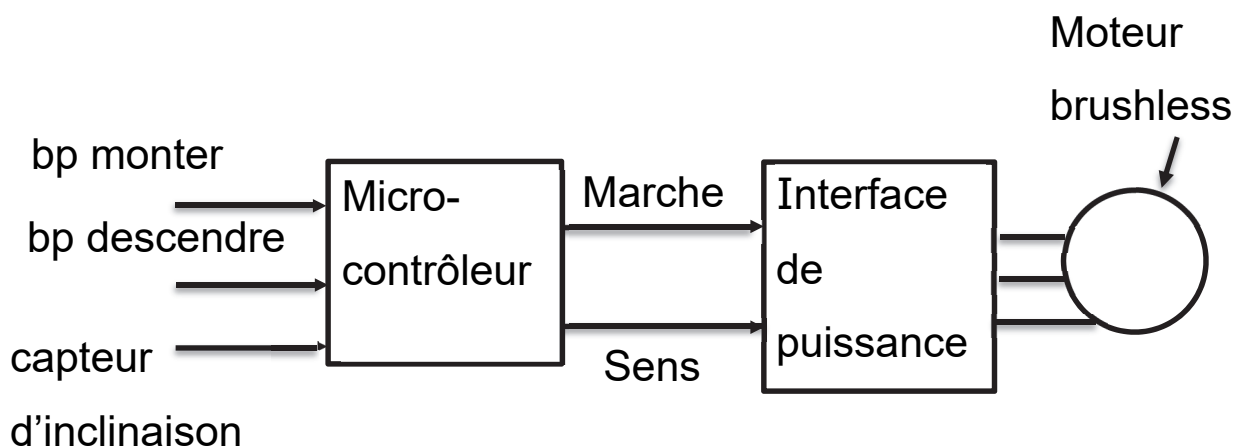 Moteur
brushless
bp monter
bp descendre
capteur
d’inclinaison
Micro-
contrôleur
Marche
Sens
Interface
de
puissance